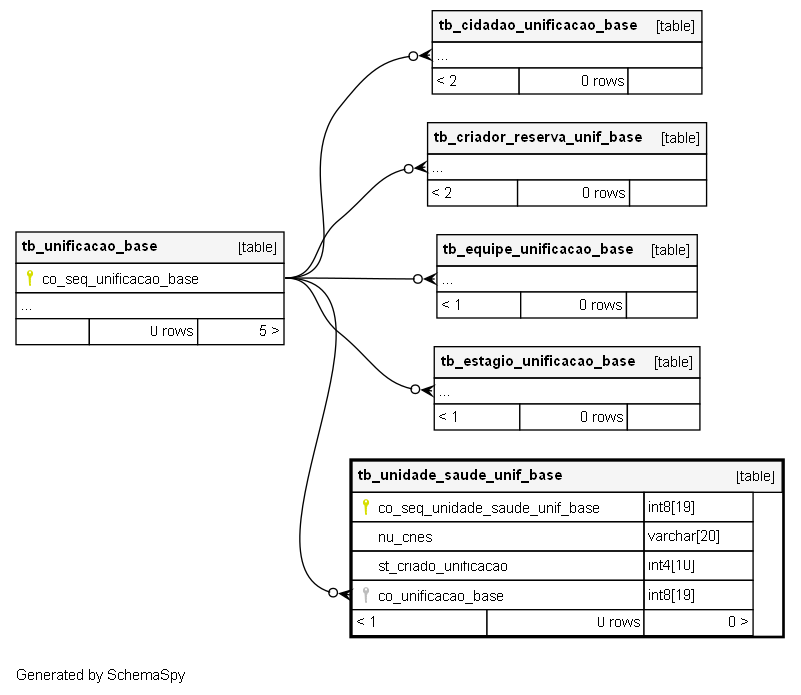 tb_cidadao_unificacao_base [table]
...
< 2 0 rows
tb_criador_reserva_unif_base [table]
...
< 2 0 rows
tb_unificacao_base [table]
co_seq_unificacao_base
...
0 rows 5 >
tb_equipe_unificacao_base [table]
...
< 1 0 rows
tb_estagio_unificacao_base [table]
...
< 1 0 rows
tb_unidade_saude_unif_base [table]
co_seq_unidade_saude_unif_base int8[19]
nu_cnes varchar[20]
st_criado_unificacao int4[10]
co_unificacao_base int8[19]
< 1 0 rows 0 >
Generated by SchemaSpy